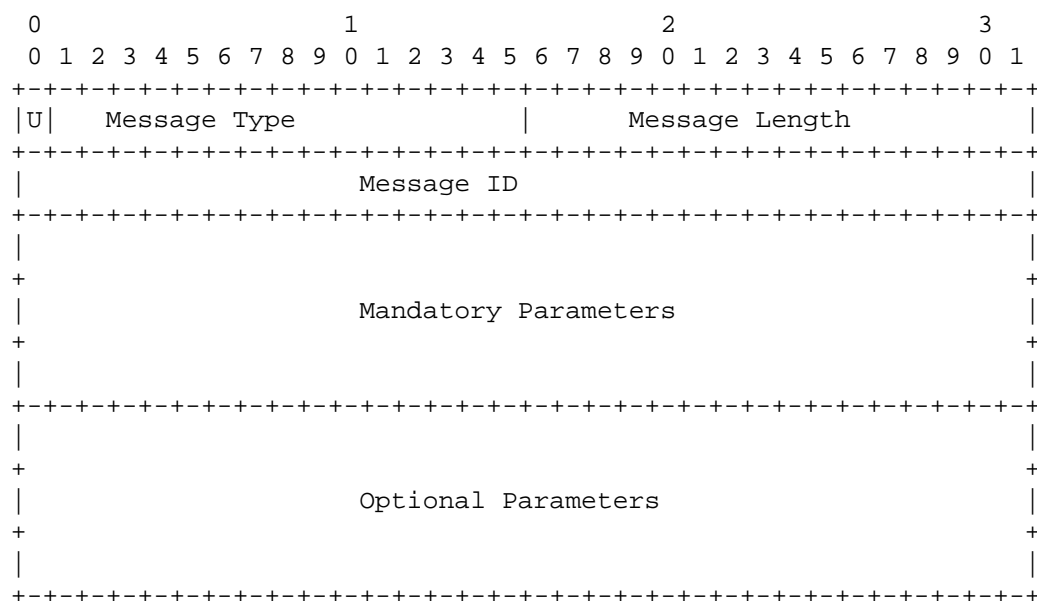 0                   1                   2                   3
 0 1 2 3 4 5 6 7 8 9 0 1 2 3 4 5 6 7 8 9 0 1 2 3 4 5 6 7 8 9 0 1
+-+-+-+-+-+-+-+-+-+-+-+-+-+-+-+-+-+-+-+-+-+-+-+-+-+-+-+-+-+-+-+-+
|U|   Message Type              |      Message Length           |
+-+-+-+-+-+-+-+-+-+-+-+-+-+-+-+-+-+-+-+-+-+-+-+-+-+-+-+-+-+-+-+-+
|                     Message ID                                |
+-+-+-+-+-+-+-+-+-+-+-+-+-+-+-+-+-+-+-+-+-+-+-+-+-+-+-+-+-+-+-+-+
|                                                               |
+                                                               +
|                     Mandatory Parameters                      |
+                                                               +
|                                                               |
+-+-+-+-+-+-+-+-+-+-+-+-+-+-+-+-+-+-+-+-+-+-+-+-+-+-+-+-+-+-+-+-+
|                                                               |
+                                                               +
|                     Optional Parameters                       |
+                                                               +
|                                                               |
+-+-+-+-+-+-+-+-+-+-+-+-+-+-+-+-+-+-+-+-+-+-+-+-+-+-+-+-+-+-+-+-+